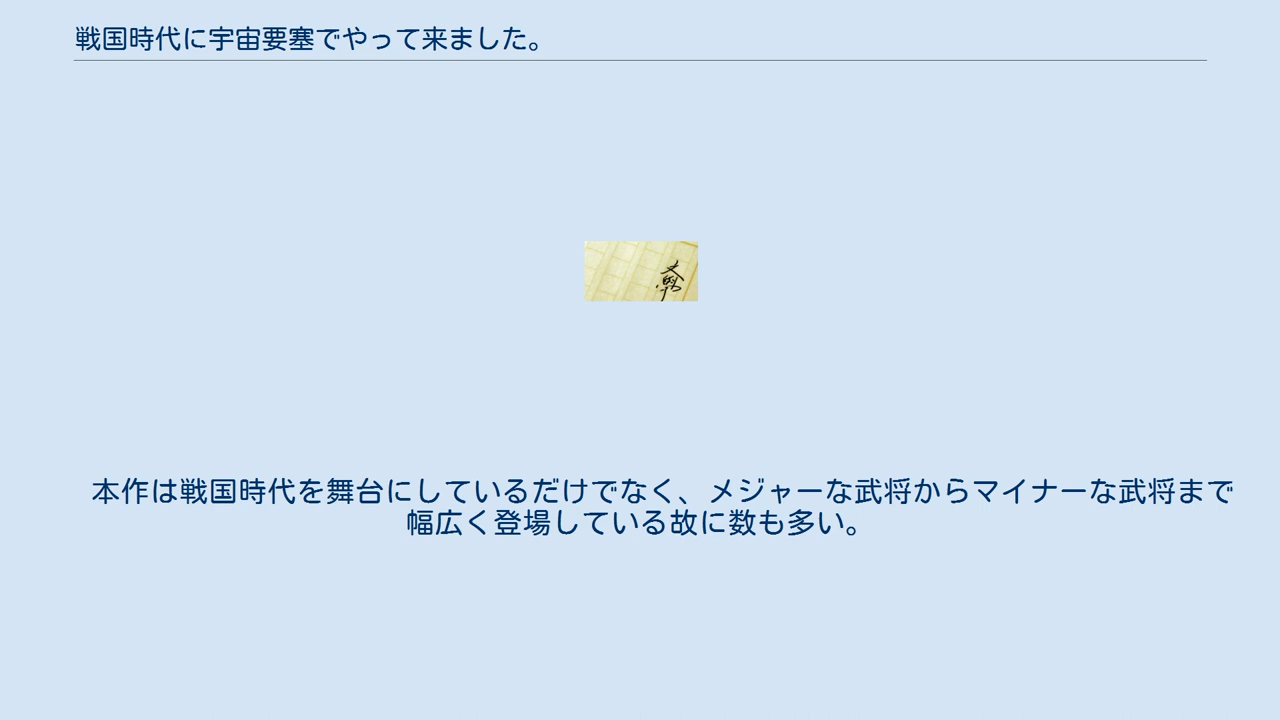 戦国時代に宇宙要塞でやって来ました。
本作は戦国時代を舞台にしているだけでなく、メジャーな武将からマイナーな武将まで
幅広く登場している故に数も多い。